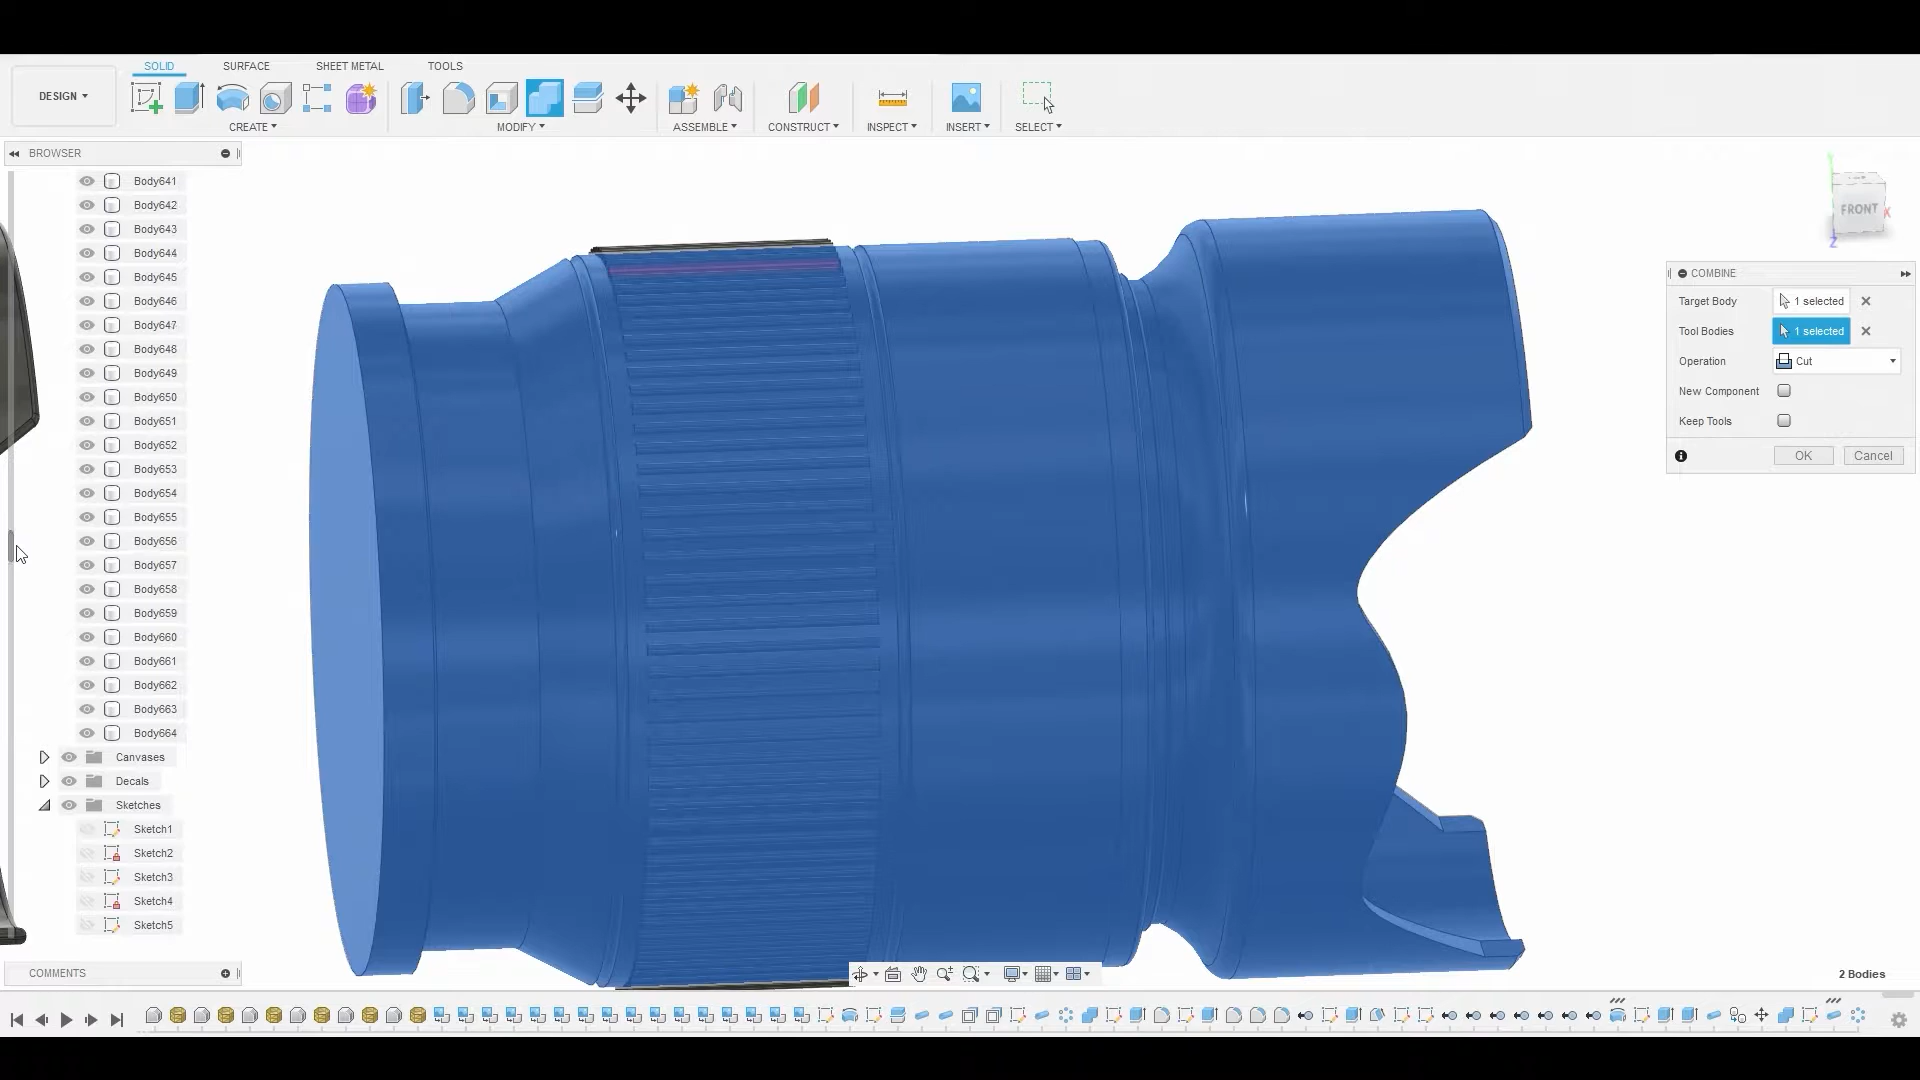 SOLID SURFACE SHEET METAL TOOLS
DESIGN
CREATE MODIFY ASSEMBLE CONSTRUCT INSPECT INSERT SELECT
BROWSER
Body641
Body642
Body643
Body644
Body645
Body646
Body647
Body648
Body649
Body650
Body651
Body652
Body653
Body654
Body655
Body656
Body657
Body658
Body659
Body660
Body661
Body662
Body663
Body664
Canvases
Decals
Sketches
Sketch1
Sketch2
Sketch3
Sketch4
Sketch5
COMMENTS
Y
FRONT
X
Z
COMBINE
Target Body 1 selected
Tool Bodies 1 selected
Operation Cut
New Component
Keep Tools
OK Cancel
2 Bodies